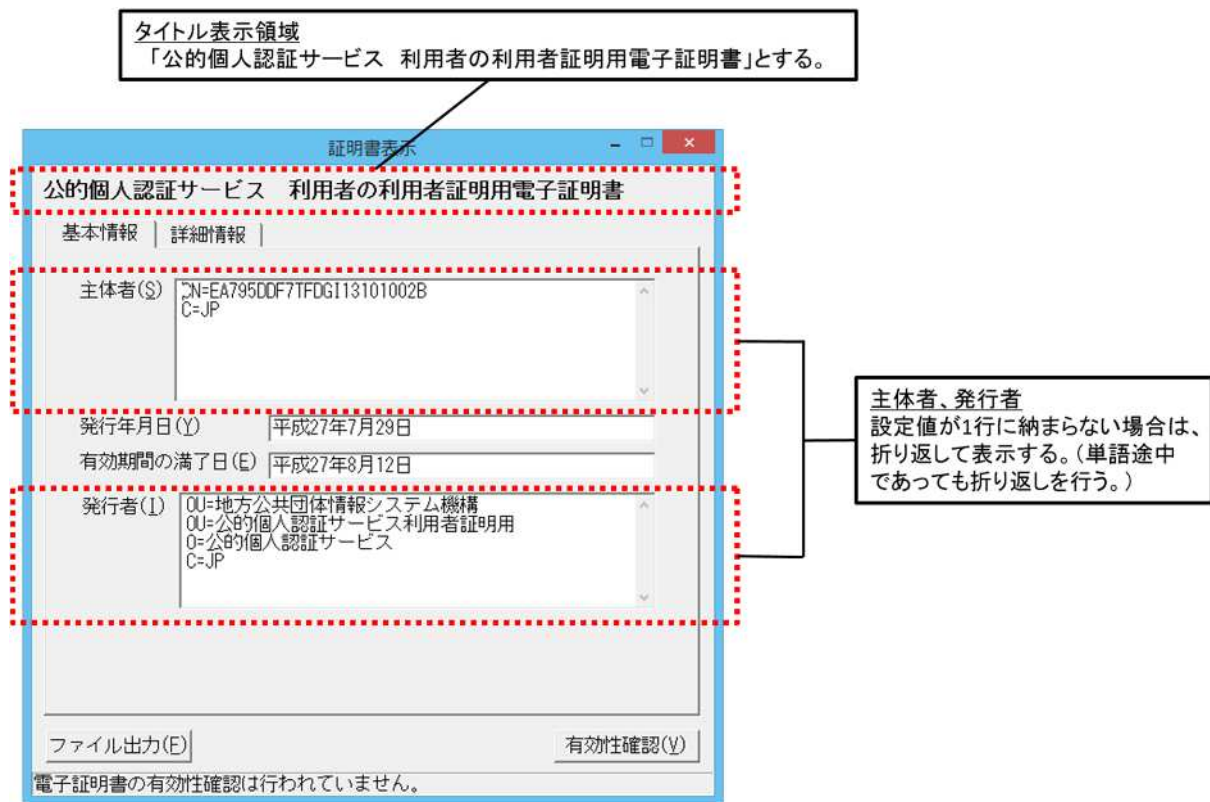 タイトル表示領域
「公的個人認証サービス　利用者の利用者証明用電子証明書」とする。
証明書表示
公的個人認証サービス　利用者の利用者証明用電子証明書
基本情報
詳細情報
主体者(S)
CN=EA795DDF7TFDGI13101002B
C=JP
発行年月日(Y)
平成27年7月29日
有効期間の満了日(E)
平成27年8月12日
発行者(I)
OU=地方公共団体情報システム機構
OU=公的個人認証サービス利用者証明用
O=公的個人認証サービス
C=JP
主体者、発行者
設定値が1行に納まらない場合は、
折り返して表示する。(単語途中
であっても折り返しを行う。)
ファイル出力(F)
有効性確認(V)
電子証明書の有効性確認は行われていません。